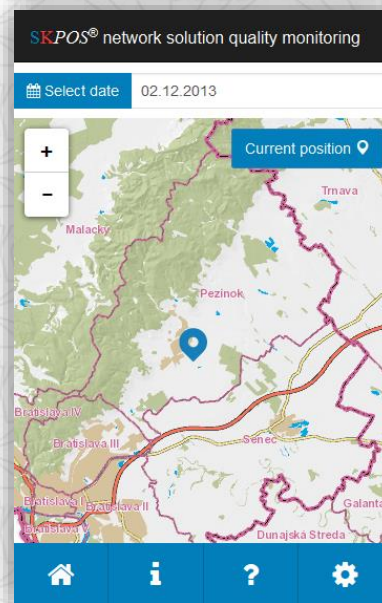 SKPOS® network solution quality monitoring
Select date 02.12.2013
+
Current position
−
Trnava
Malacky
Pezinok
Bratislava IV
Bratislava III
Senec
Bratislava I
Bratislava II
Galanta
Bratislava V
Dunajská Streda
i
?